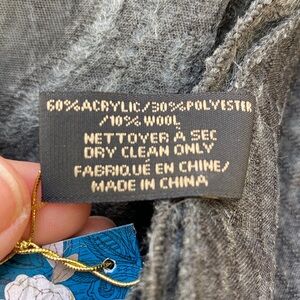 60%ACRYLIC/30%POLYESTER
/10%WOOL
NETTOYER À SEC
DRY CLEAN ONLY
FABRIQUÉ EN CHINE/
MADE IN CHINA